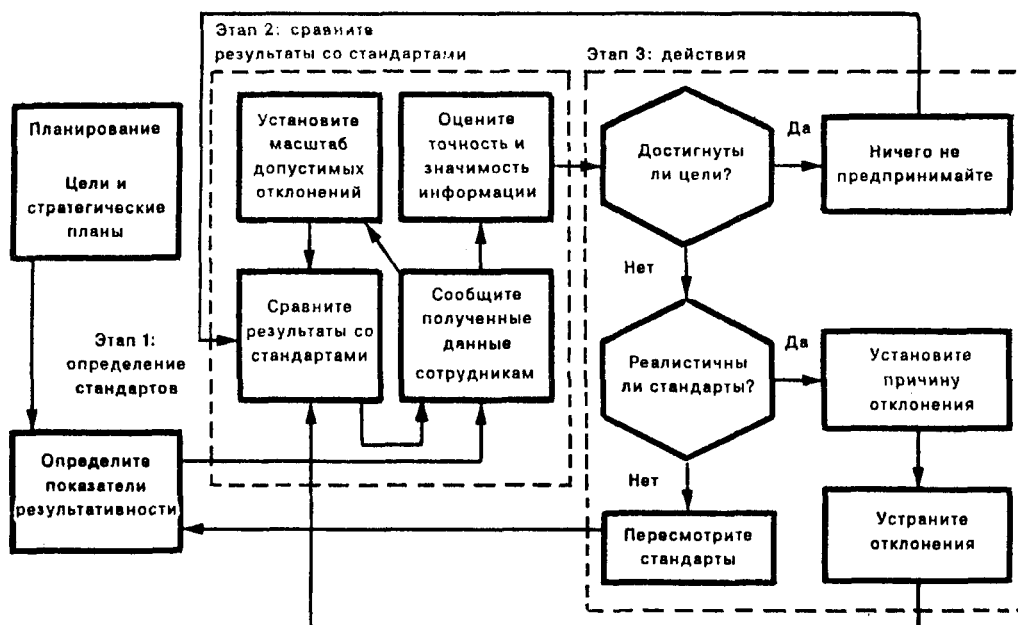 Этап 2: сравните
результаты со стандартами
Этап 3: действия
Планирование
Цели и
стратегические
планы
Установите
масштаб
допустимых
отклонений
Оцените
точность и
значимость
информации
Достигнуты
ли цели?
Да
Ничего не
предпринимайте
Нет
Этап 1:
определение
стандартов
Сравните
результаты со
стандартами
Сообщите
полученные
данные
сотрудникам
Реалистичны
ли стандарты?
Да
Установите
причину
отклонения
Нет
Определите
показатели
результативности
Пересмотрите
стандарты
Устраните
отклонения